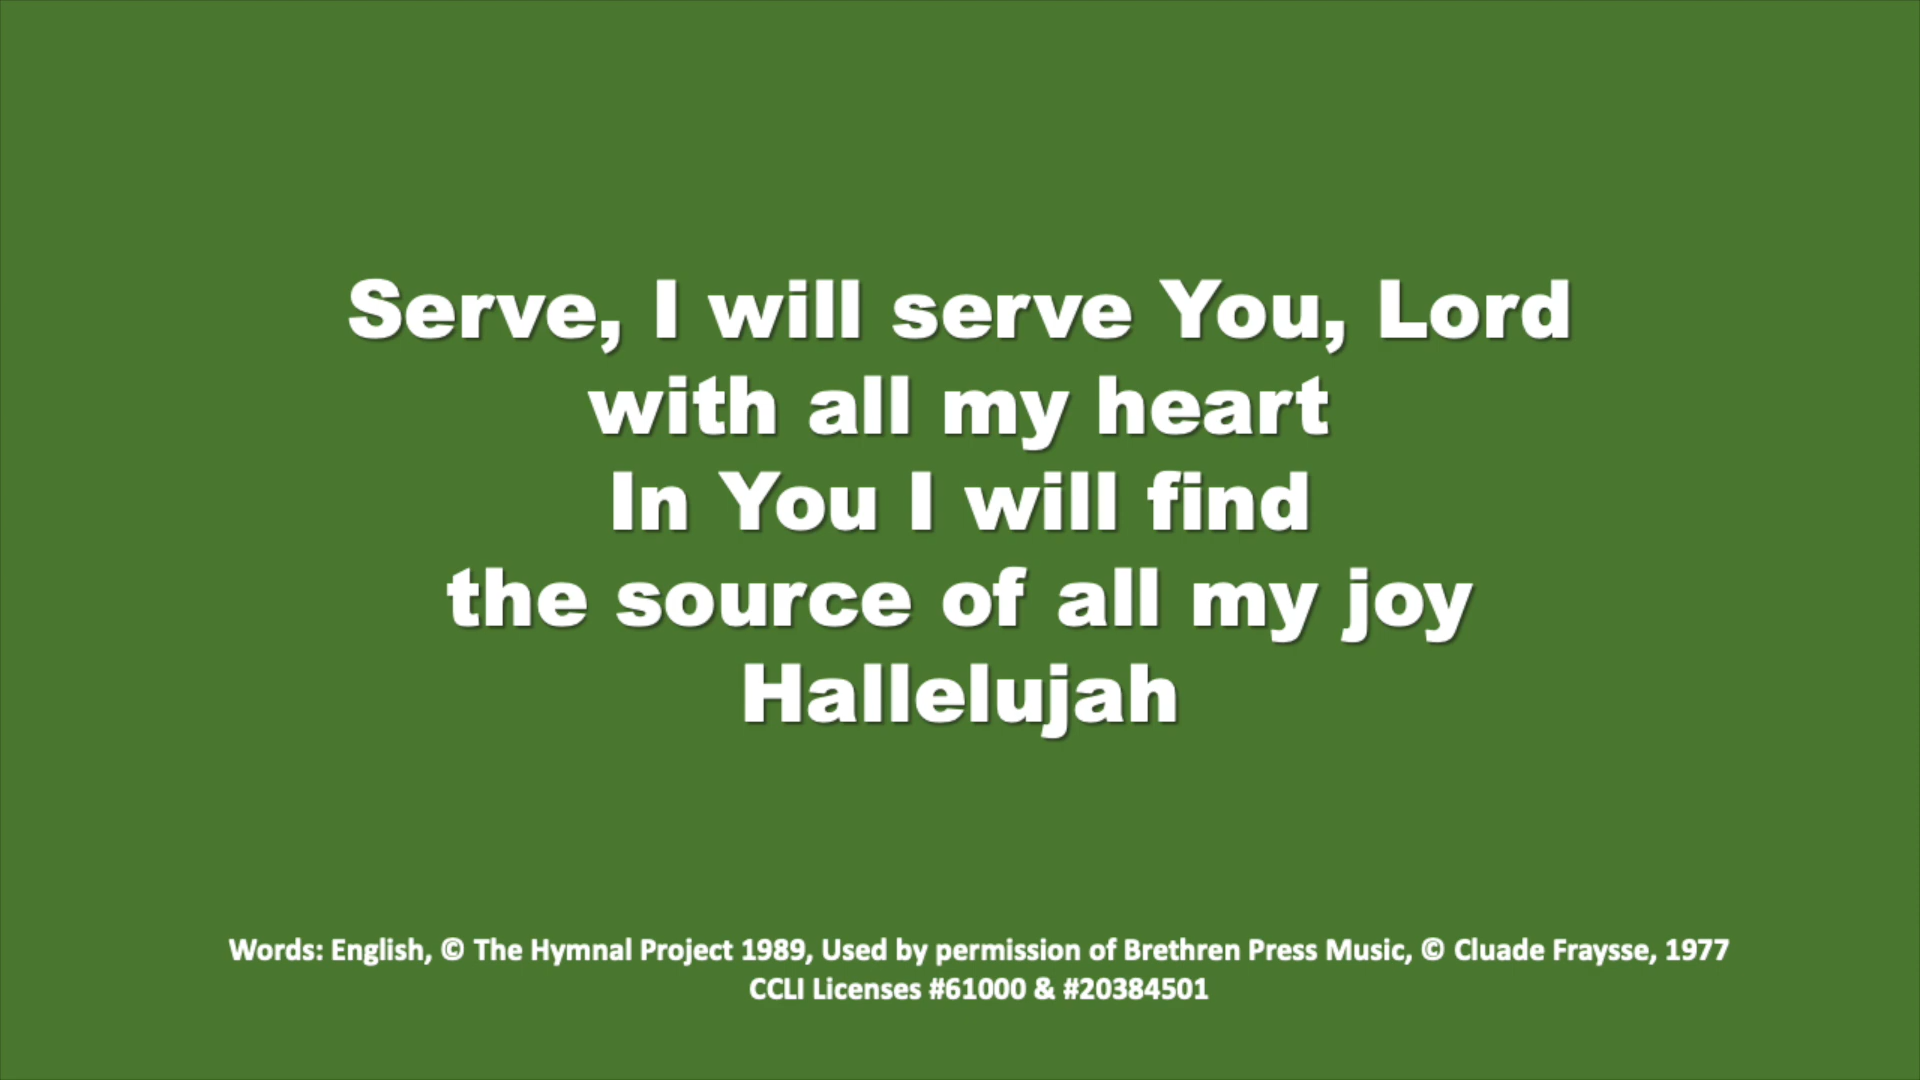 Serve, I will serve You, Lord
with all my heart
In You I will find
the source of all my joy
Hallelujah
Words: English, © The Hymnal Project 1989, Used by permission of Brethren Press Music, © Cluade Fraysse, 1977
CCLI Licenses #61000 & #20384501